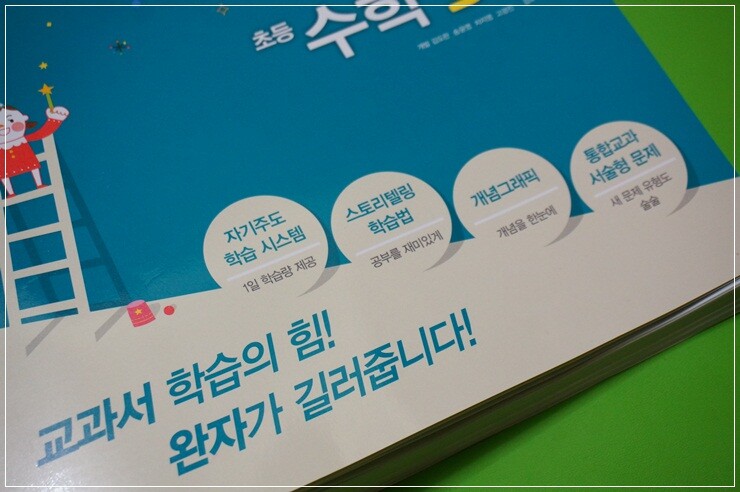 초등 수학
자기주도
학습 시스템
1일 학습량 제공
스토리텔링
학습법
공부를 재미있게
개념그래픽
개념을 한눈에
통합교과
서술형 문제
새 문제 유형도
술술
교과서 학습의 힘!
완자가 길러줍니다!